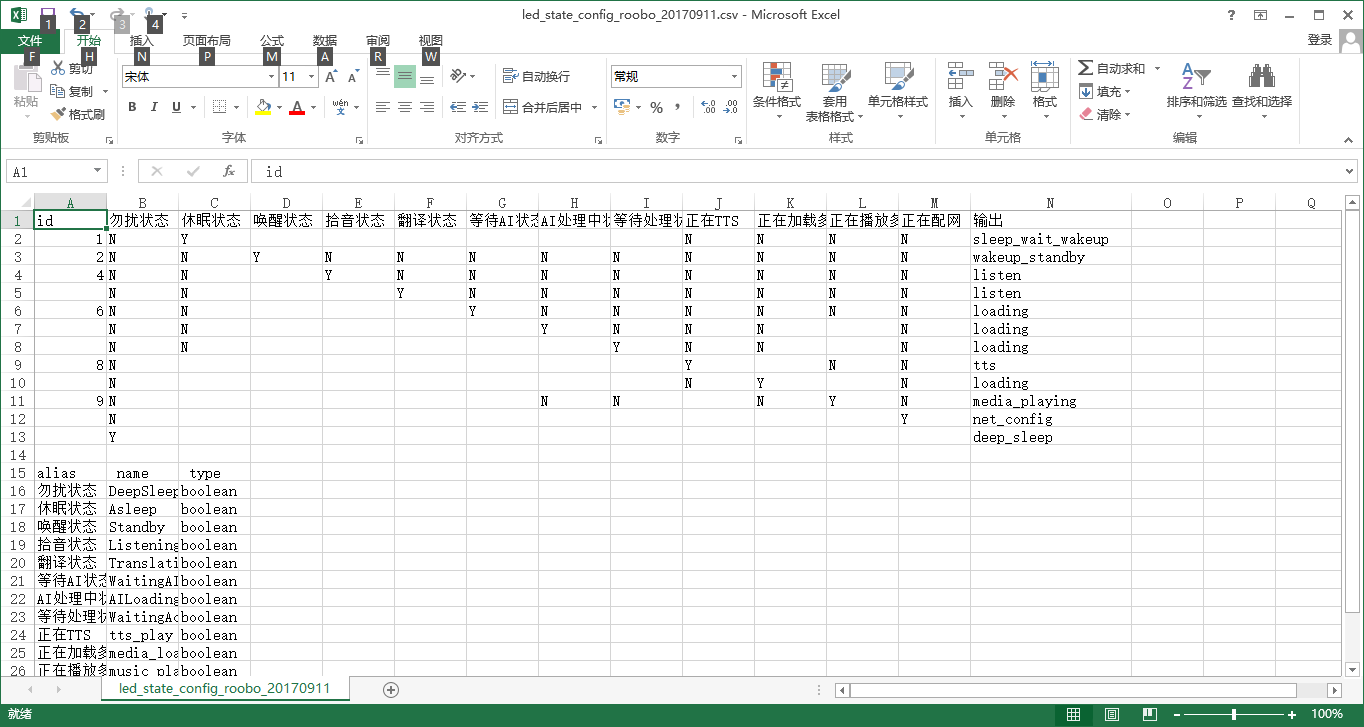 led_state_config_roobo_20170911.csv - Microsoft Excel
1 2 3 4
文件 开始 插入 页面布局 公式 数据 审阅 视图 登录
F H N P M A R W
粘贴 剪切 复制 格式刷
宋体 11 自动换行 常规 条件格式 套用 表格格式 单元格样式 插入 删除 格式 自动求和 填充 清除 排序和筛选 查找和选择
B I U wén 合并后居中 %
剪贴板 字体 对齐方式 数字 样式 单元格 编辑
A1 fx id
A B C D E F G H I J K L M N O P Q
1 id 勿扰状态 休眠状态 唤醒状态 拾音状态 翻译状态 等待AI状态 AI处理中状 等待处理状 正在TTS 正在加载多 正在播放多 正在配网 输出
2 1 N Y N N N N sleep_wait_wakeup
3 2 N N Y N N N N N N N N N wakeup_standby
4 4 N N Y N N N N N N N N listen
5 N N Y N N N N N N N listen
6 6 N N Y N N N N N N loading
7 N N Y N N N N loading
8 N N Y N N N loading
9 8 N Y N N tts
10 N N Y N loading
11 9 N N N N Y N media_playing
12 N Y net_config
13 Y deep_sleep
14
15 alias name type
16 勿扰状态 DeepSleep boolean
17 休眠状态 Asleep boolean
18 唤醒状态 Standby boolean
19 拾音状态 Listening boolean
20 翻译状态 Translati boolean
21 等待AI状态 WaitingAI boolean
22 AI处理中状 AILoading boolean
23 等待处理状 WaitingAc boolean
24 正在TTS tts_play boolean
25 正在加载多 media_loa boolean
26 正在播放多 music_pla boolean
led_state_config_roobo_20170911
就绪 100%